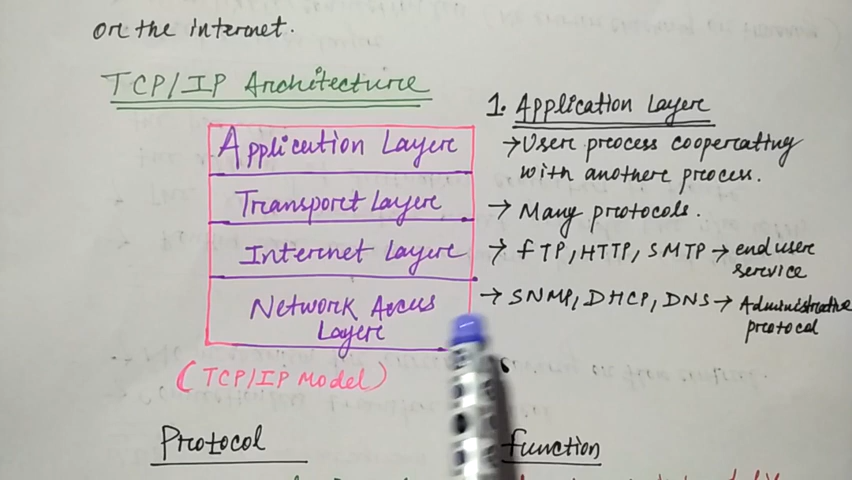 on the internet.
TCP/IP Architecture
Application Layer
Transport Layer
Internet Layer
Network Access
Layer
(TCP/IP Model)
1. Application Layer
→ User process cooperating
with another process.
→ Many protocols.
→ FTP, HTTP, SMTP → end user
service
→ SNMP, DHCP, DNS → Administrative
protocal
Protocol
function